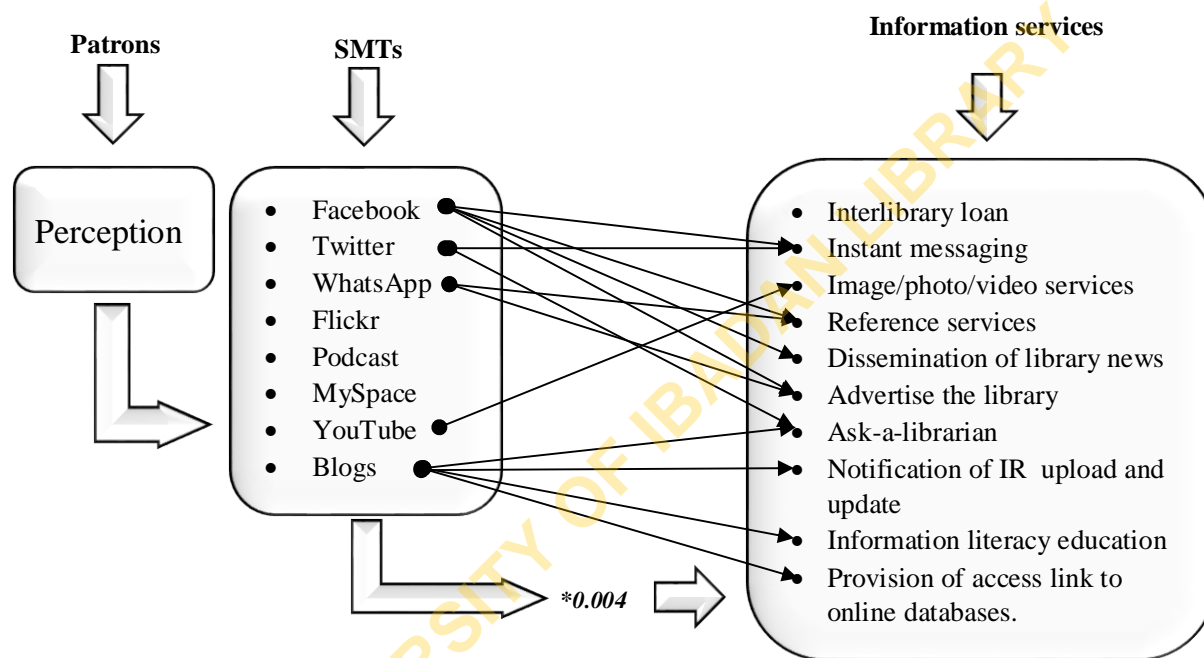 Patrons
SMTs
Information services
Perception
• Facebook
• Twitter
• WhatsApp
• Flickr
• Podcast
• MySpace
• YouTube
• Blogs
• Interlibrary loan
• Instant messaging
• Image/photo/video services
• Reference services
• Dissemination of library news
• Advertise the library
• Ask-a-librarian
• Notification of IR upload and
update
• Information literacy education
• Provision of access link to
online databases.
*0.004
RSITY OF IBADAN LIBRARY